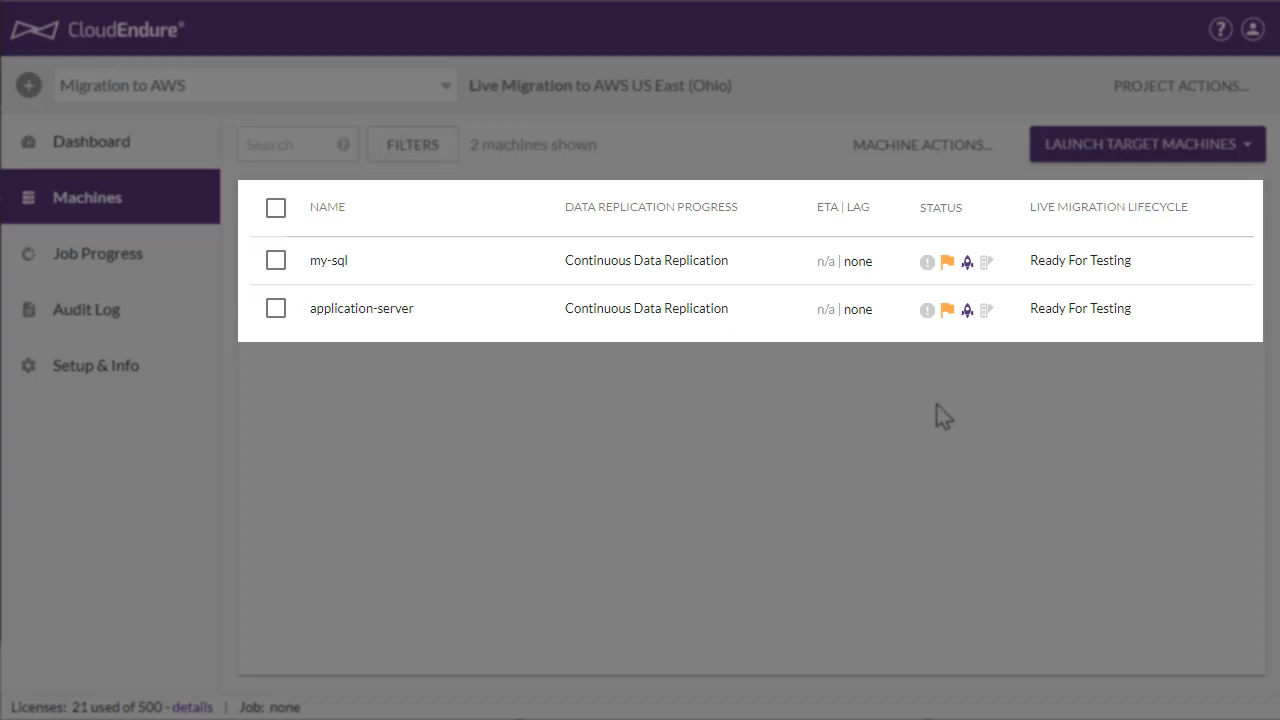 CloudEndure®
Migration to AWS
Live Migration to AWS US East (Ohio)
PROJECT ACTIONS...
Dashboard
Machines
Job Progress
Audit Log
Setup & Info
Search
FILTERS
2 machines shown
MACHINE ACTIONS...
LAUNCH TARGET MACHINES
NAME DATA REPLICATION PROGRESS ETA | LAG STATUS LIVE MIGRATION LIFECYCLE
my-sql Continuous Data Replication n/a | none Ready For Testing
application-server Continuous Data Replication n/a | none Ready For Testing
Licenses: 21 used of 500 - details | Job: none